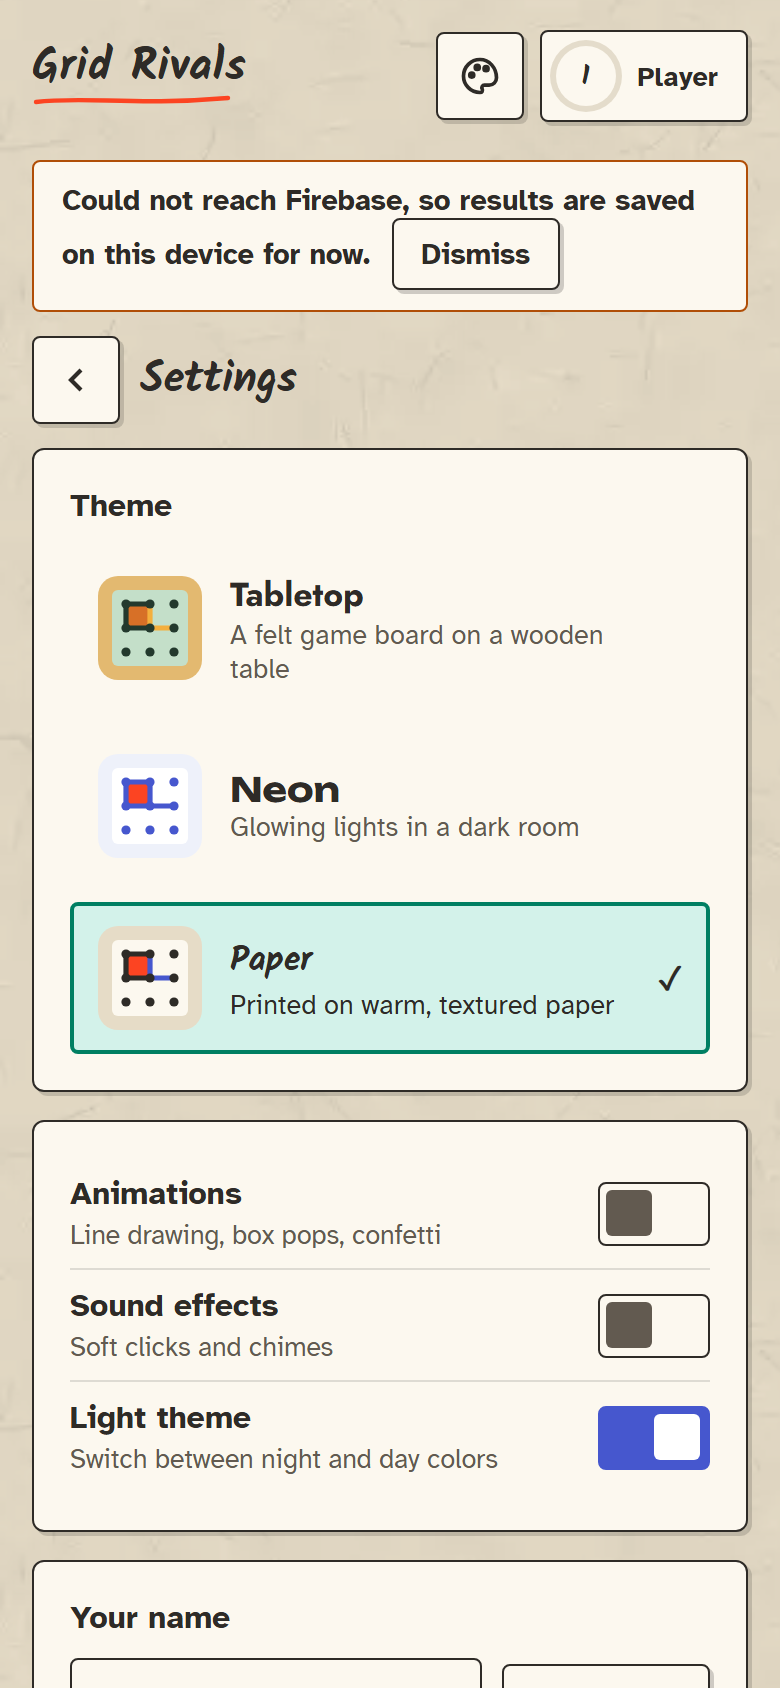 Grid Rivals
1
Player
Could not reach Firebase, so results are saved
on this device for now.
Dismiss
Settings
Theme
Tabletop
A felt game board on a wooden
table
Neon
Glowing lights in a dark room
Paper
Printed on warm, textured paper
Animations
Line drawing, box pops, confetti
Sound effects
Soft clicks and chimes
Light theme
Switch between night and day colors
Your name